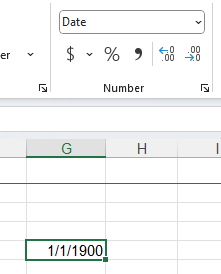 Date
er
$ % 9 ←0 .00 .00 →0
Number
G H I
1/1/1900